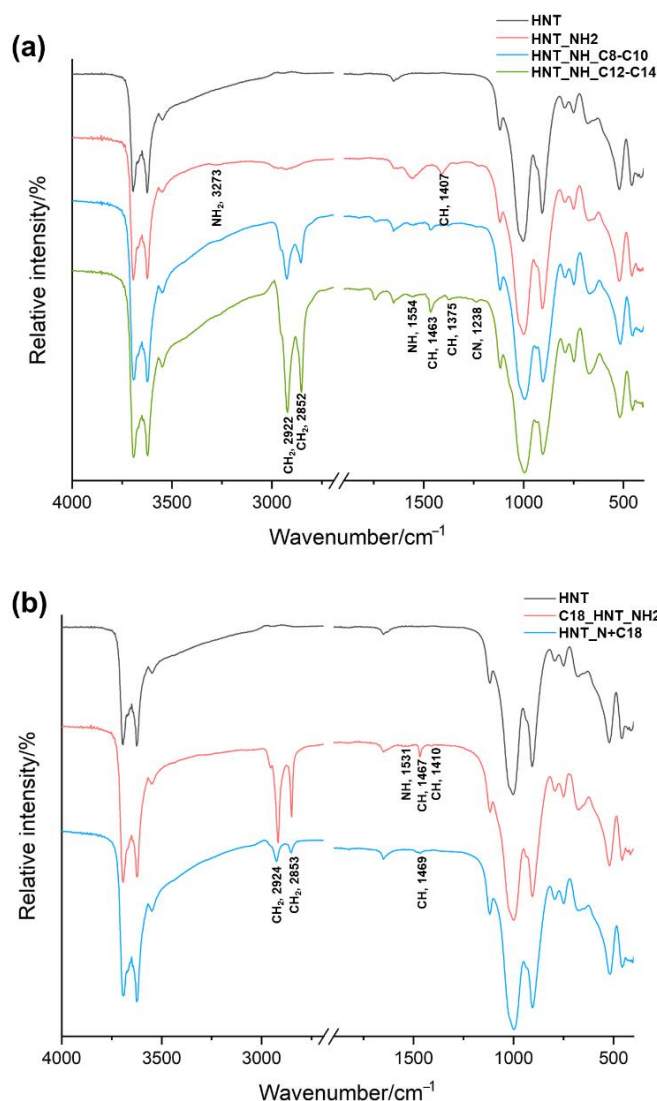 (a)
HNT
HNT_NH2
HNT_NH_C8-C10
HNT_NH_C12-C14
NH₂, 3273
CH, 1407
CH₂, 2922
CH₂, 2852
NH, 1554
CH, 1463
CH, 1375
CN, 1238
Relative intensity/%
4000 3500 3000 1500 1000 500
Wavenumber/cm⁻¹
(b)
HNT
C18_HNT_NH2
HNT_N+C18
NH, 1531
CH, 1467
CH, 1410
CH₂, 2924
CH₂, 2853
CH, 1469
Relative intensity/%
4000 3500 3000 1500 1000 500
Wavenumber/cm⁻¹